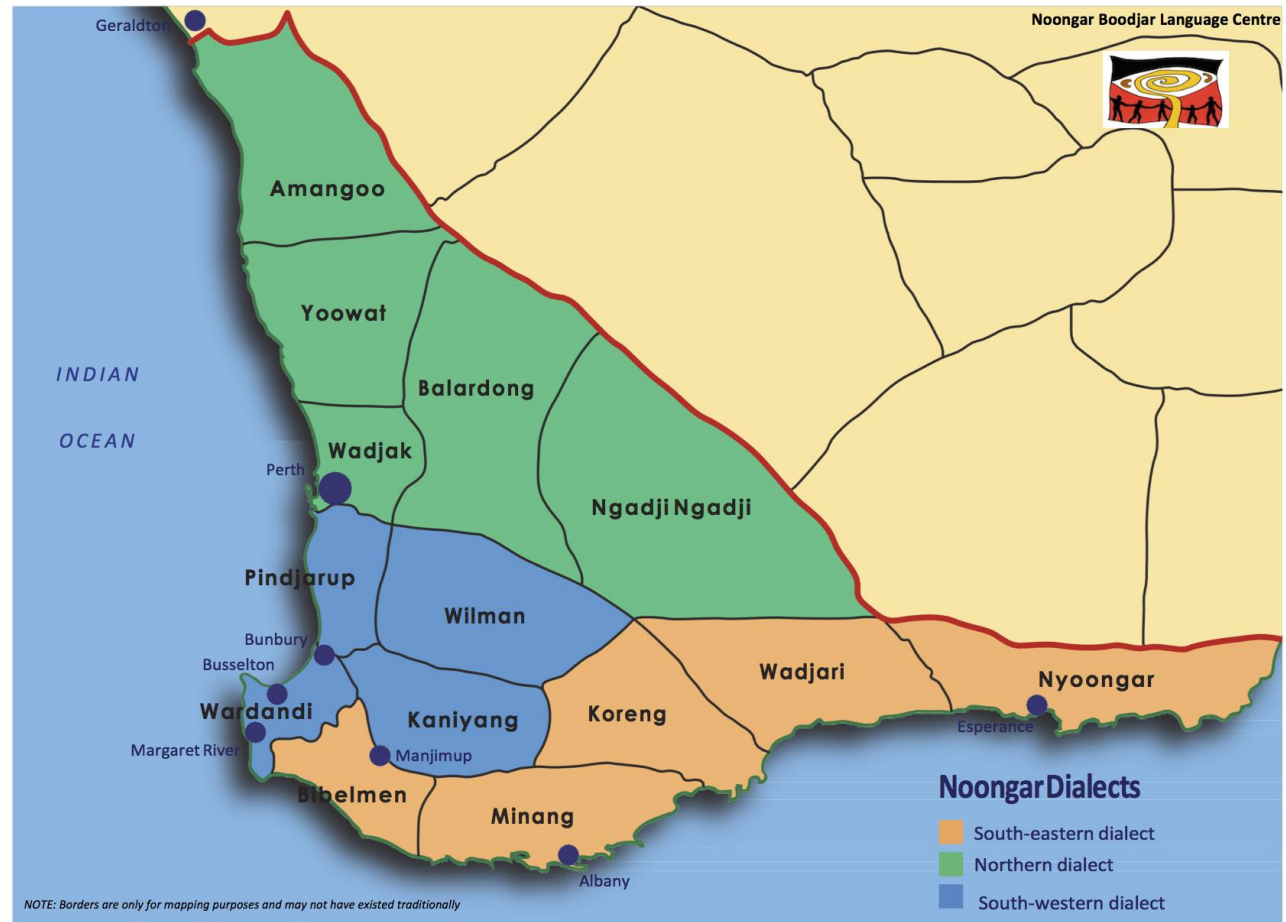 Noongar Boodjar Language Centre
Geraldton
Amangoo
Yoowat
INDIAN
OCEAN
Balardong
Wadjak
Perth
Ngadji Ngadji
Pindjarup
Wilman
Bunbury
Busselton
Wardandi
Margaret River
Kaniyang
Manjimup
Koreng
Wadjari
Nyoongar
Esperance
Bibelmen
Minang
Albany
Noongar Dialects
South-eastern dialect
Northern dialect
South-western dialect
NOTE: Borders are only for mapping purposes and may not have existed traditionally